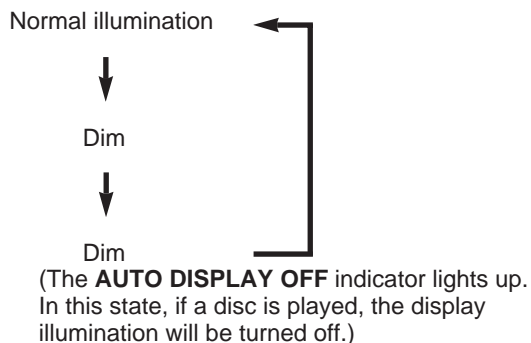 Normal illumination
Dim
Dim
(The AUTO DISPLAY OFF indicator lights up.
In this state, if a disc is played, the display
illumination will be turned off.)